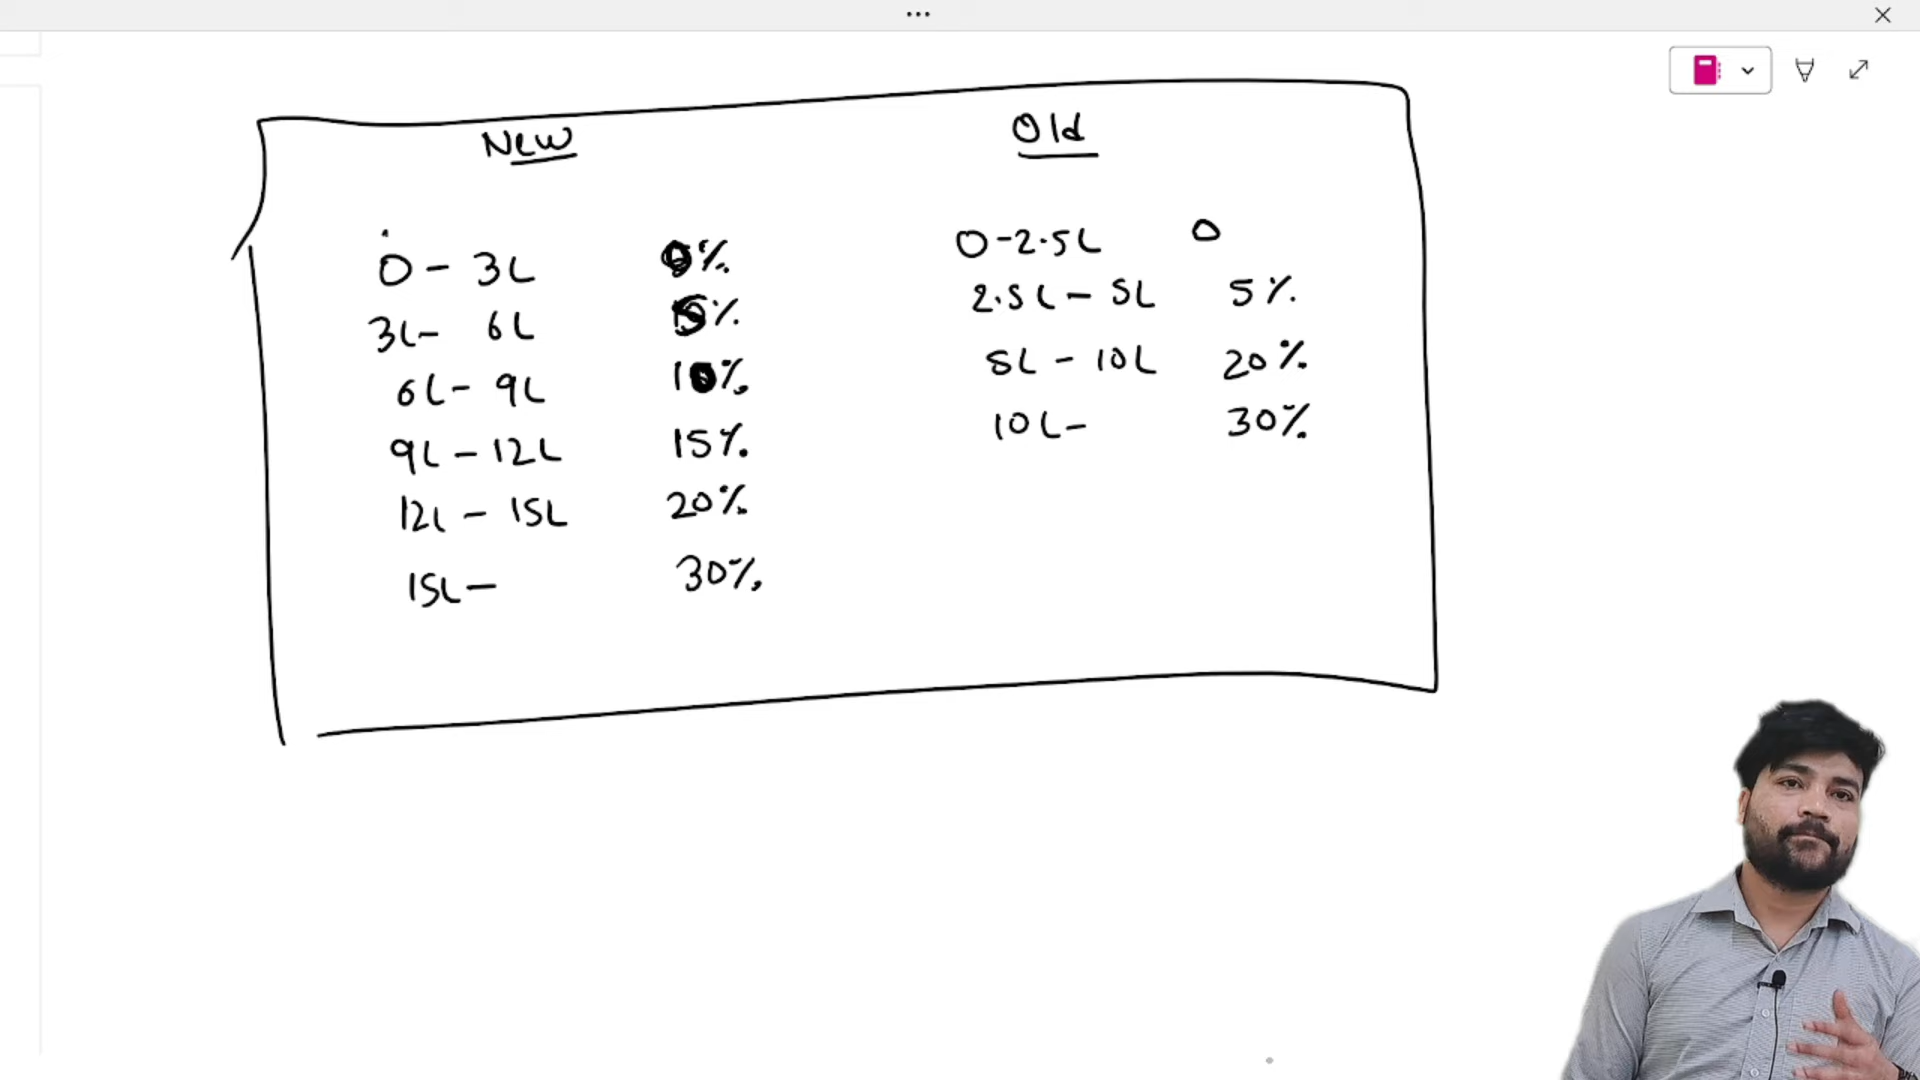 New
0 - 3L 0%
3L- 6L 5%
6L- 9L 10%
9L - 12L 15%
12L - 15L 20%
15L - 30%
Old
0-2.5L 0
2.5L - 5L 5%
5L - 10L 20%
10L- 30%